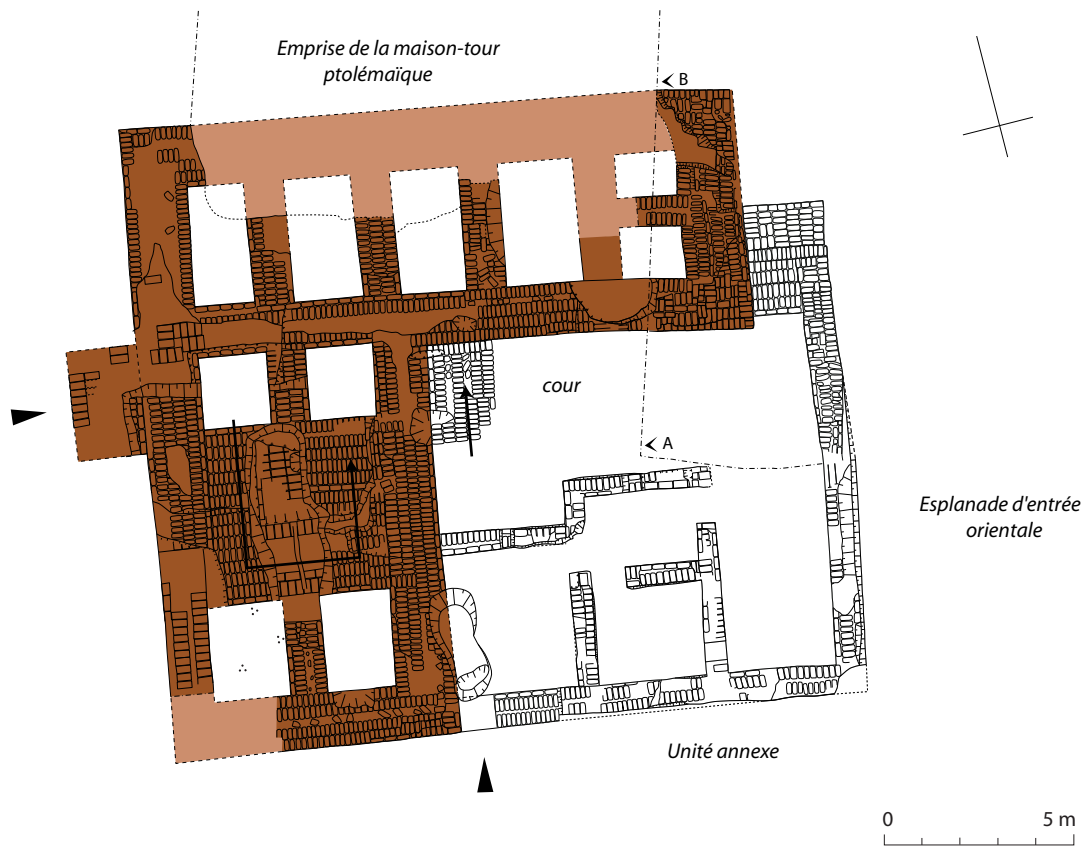 Emprise de la maison-tour
ptolémaïque
B
cour
A
Esplanade d'entrée
orientale
Unité annexe
0 5 m